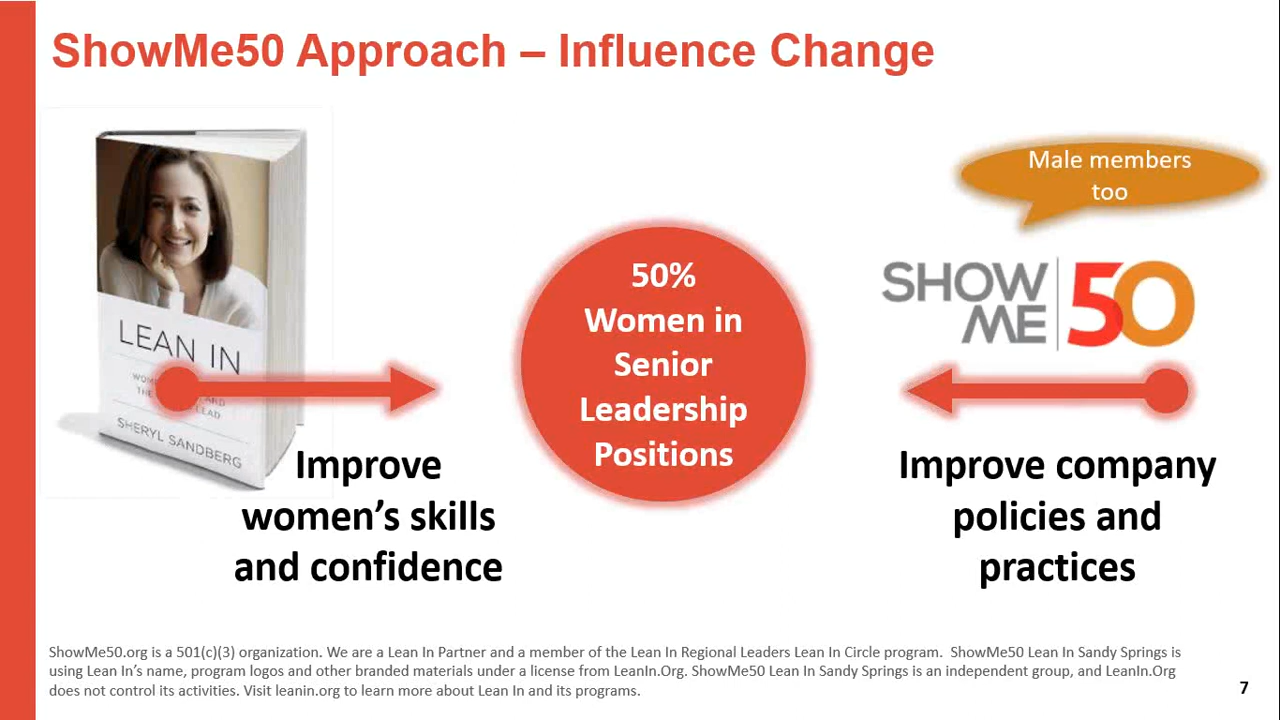 ShowMe50 Approach – Influence Change
LEAN IN
SHERYL SANDBERG
Improve
women’s skills
and confidence
50%
Women in
Senior
Leadership
Positions
Male members
too
SHOW
ME
50
Improve company
policies and
practices
ShowMe50.org is a 501(c)(3) organization. We are a Lean In Partner and a member of the Lean In Regional Leaders Lean In Circle program.  ShowMe50 Lean In Sandy Springs is
using Lean In’s name, program logos and other branded materials under a license from LeanIn.Org. ShowMe50 Lean In Sandy Springs is an independent group, and LeanIn.Org
does not control its activities. Visit leanin.org to learn more about Lean In and its programs.
7